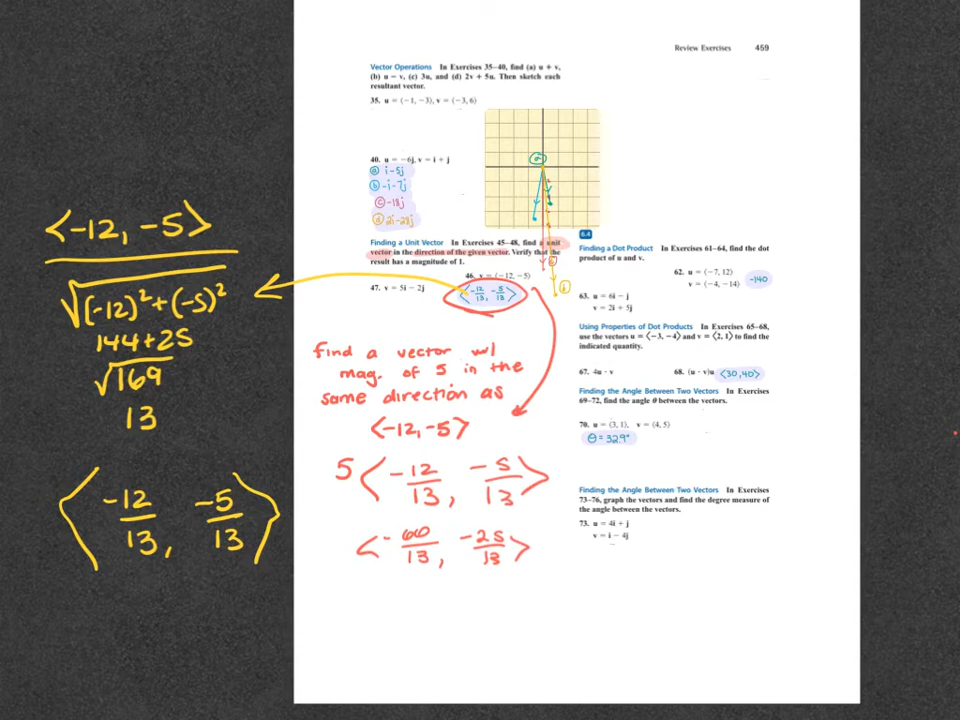 Review Exercises 459
Vector Operations In Exercises 35–40, find (a) u + v,
(b) u − v, (c) 3u, and (d) 2v + 5u. Then sketch each
resultant vector.
35. u = ⟨−1, −3⟩, v = ⟨−3, 6⟩
40. u = −6j, v = i + j
ⓐ i-5j
ⓑ -i-7j
ⓒ -18j
ⓓ 2i-28j
Finding a Unit Vector In Exercises 45–48, find a unit
vector in the direction of the given vector. Verify that the
result has a magnitude of 1.
46. v = ⟨−12, −5⟩
47. v = 5i − 2j
<-12/13, -5/13>
find a vector w/
mag. of 5 in the
same direction as
<-12, -5>
5 <-12/13, -5/13>
<-60/13, -25/13>
<-12, -5>
√(-12)²+(-5)²
144+25
√169
13
<-12/13, -5/13>
6.4
Finding a Dot Product In Exercises 61–64, find the dot
product of u and v.
62. u = ⟨−7, 12⟩
v = ⟨−4, −14⟩
-140
63. u = 6i − j
v = 2i + 5j
Using Properties of Dot Products In Exercises 65–68,
use the vectors u = ⟨−3, −4⟩ and v = ⟨2, 1⟩ to find the
indicated quantity.
67. 4u · v 68. (u · v)u <30,40>
Finding the Angle Between Two Vectors In Exercises
69–72, find the angle θ between the vectors.
70. u = ⟨3, 1⟩, v = ⟨4, 5⟩
θ = 32.9°
Finding the Angle Between Two Vectors In Exercises
73–76, graph the vectors and find the degree measure of
the angle between the vectors.
73. u = 4i + j
v = i − 4j